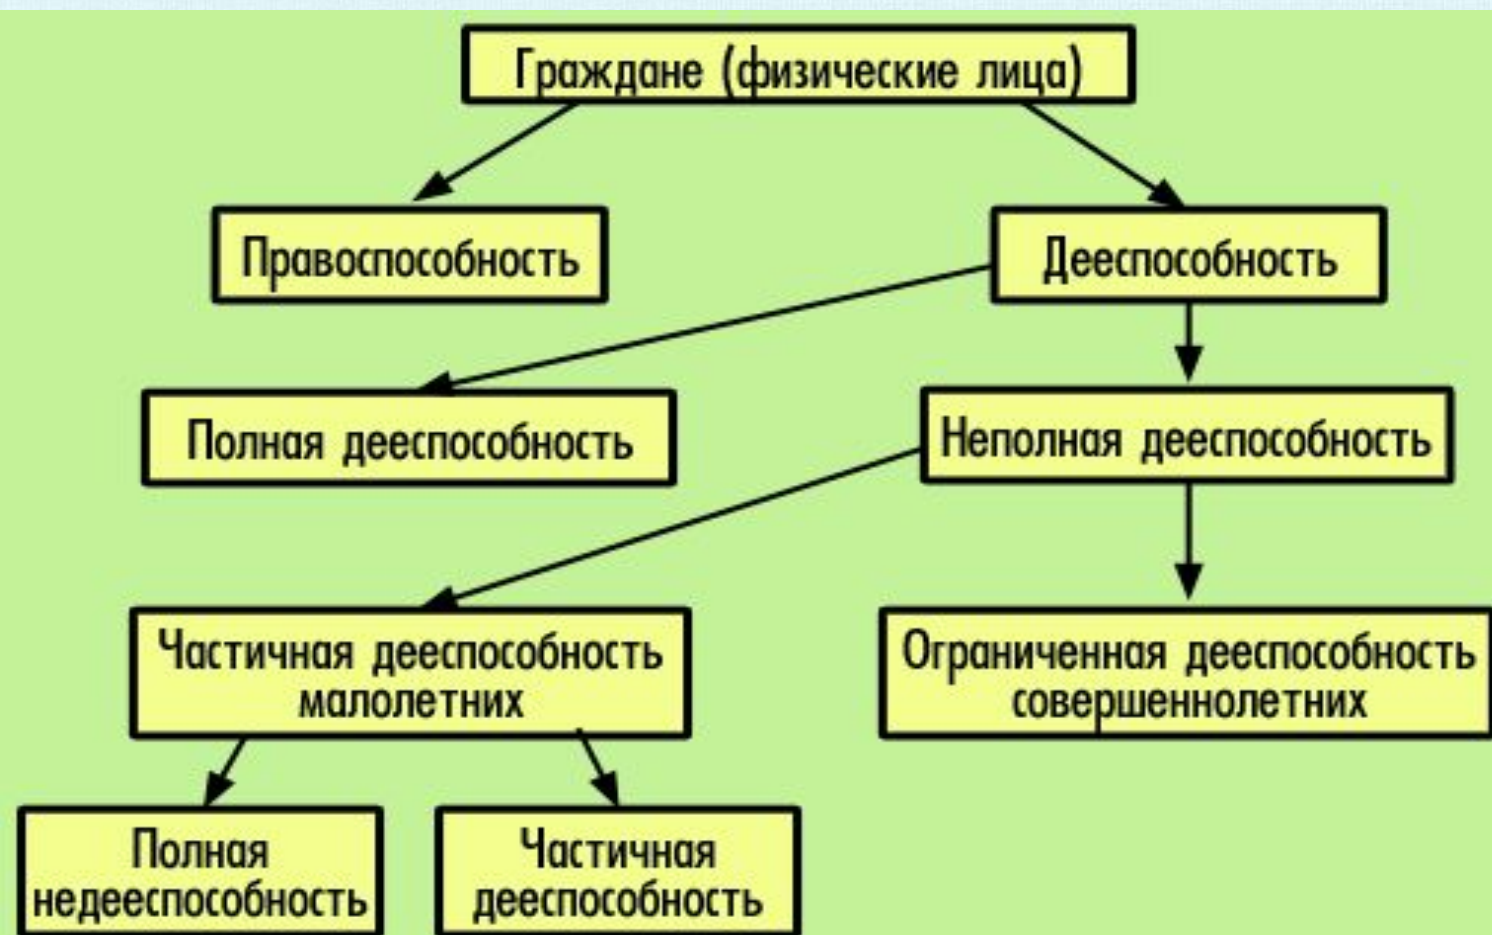 Граждане (физические лица)
Правоспособность
Дееспособность
Полная дееспособность
Неполная дееспособность
Частичная дееспособность
малолетних
Ограниченная дееспособность
совершеннолетних
Полная
недееспособность
Частичная
дееспособность